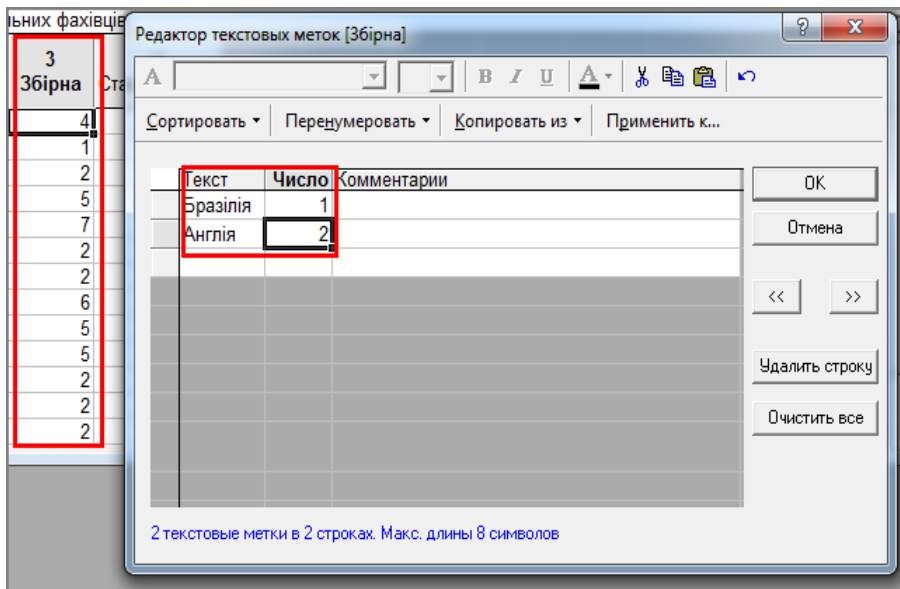 льних фахівців
3
Збірна
Ста
4
1
2
5
7
2
2
6
5
5
2
2
2
Редактор текстовых меток [Збірна]
A B I U A
Сортировать Перенумеровать Копировать из Применить к...
Текст Число Комментарии
Бразілія 1
Англія 2
OK
Отмена
<< >>
Удалить строку
Очистить все
2 текстовые метки в 2 строках. Макс. длины 8 символов